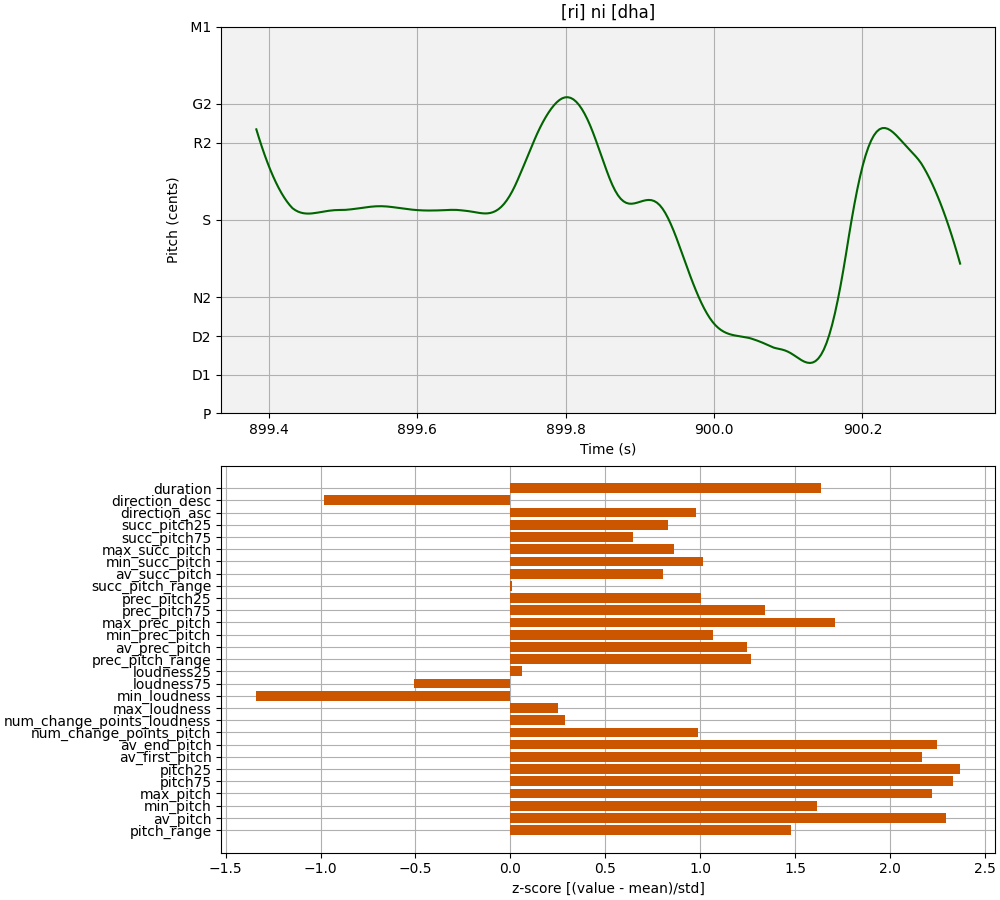 [ri] ni [dha]
M1
G2
R2
S
N2
D2
D1
P
Pitch (cents)
899.4 899.6 899.8 900.0 900.2
Time (s)
duration
direction_desc
direction_asc
succ_pitch25
succ_pitch75
max_succ_pitch
min_succ_pitch
av_succ_pitch
succ_pitch_range
prec_pitch25
prec_pitch75
max_prec_pitch
min_prec_pitch
av_prec_pitch
prec_pitch_range
loudness25
loudness75
min_loudness
max_loudness
num_change_points_loudness
num_change_points_pitch
av_end_pitch
av_first_pitch
pitch25
pitch75
max_pitch
min_pitch
av_pitch
pitch_range
−1.5 −1.0 −0.5 0.0 0.5 1.0 1.5 2.0 2.5
z-score [(value - mean)/std]